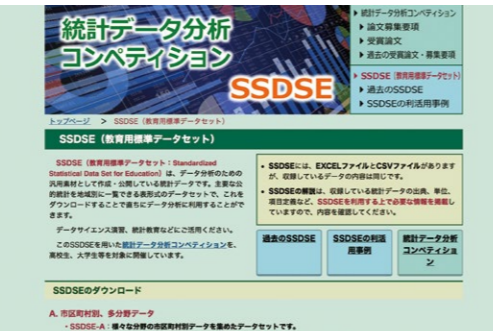 統計データ分析
コンペティション
SSDSE
▶ 統計データ分析コンペティション
▶ 論文募集要項
▶ 受賞論文
▶ 過去の受賞論文・募集要項
▶ SSDSE（教育用標準データセット）
▶ 過去のSSDSE
▶ SSDSEの利活用事例
トップページ > SSDSE（教育用標準データセット）
SSDSE（教育用標準データセット）
SSDSE（教育用標準データセット：Standardized
Statistical Data Set for Education）は、データ分析のための
汎用素材として作成・公開している統計データです。主要な公
的統計を地域別に一覧できる表形式のデータセットで、これを
ダウンロードすることで直ちにデータ分析に利用することがで
きます。
データサイエンス演習、統計教育などにご活用ください。
このSSDSEを用いた統計データ分析コンペティションを、
高校生、大学生等を対象に開催しています。
• SSDSEには、EXCELファイルとCSVファイルがあります
が、収録しているデータの内容は同じです。
• SSDSEの解説は、収録している統計データの出典、単位、
項目定義など、SSDSEを利用する上で必要な情報を掲載し
ていますので、内容を確認してください。
過去のSSDSE
SSDSEの利活
用事例
統計データ分析
コンペティショ
ン
SSDSEのダウンロード
A. 市区町村別、多分野データ
・SSDSE-A：様々な分野の市区町村別データを集めたデータセットです。